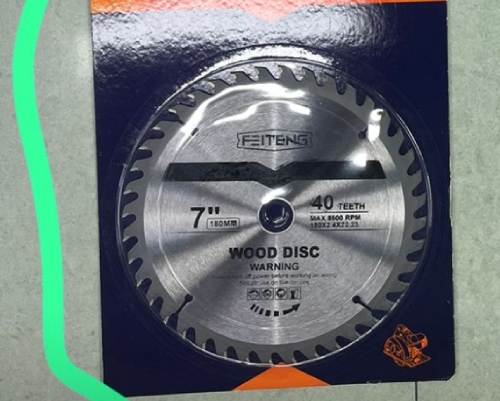 FEITENG
7" 180MM
40 TEETH
MAX 8500 RPM
WOOD DISC
WARNING